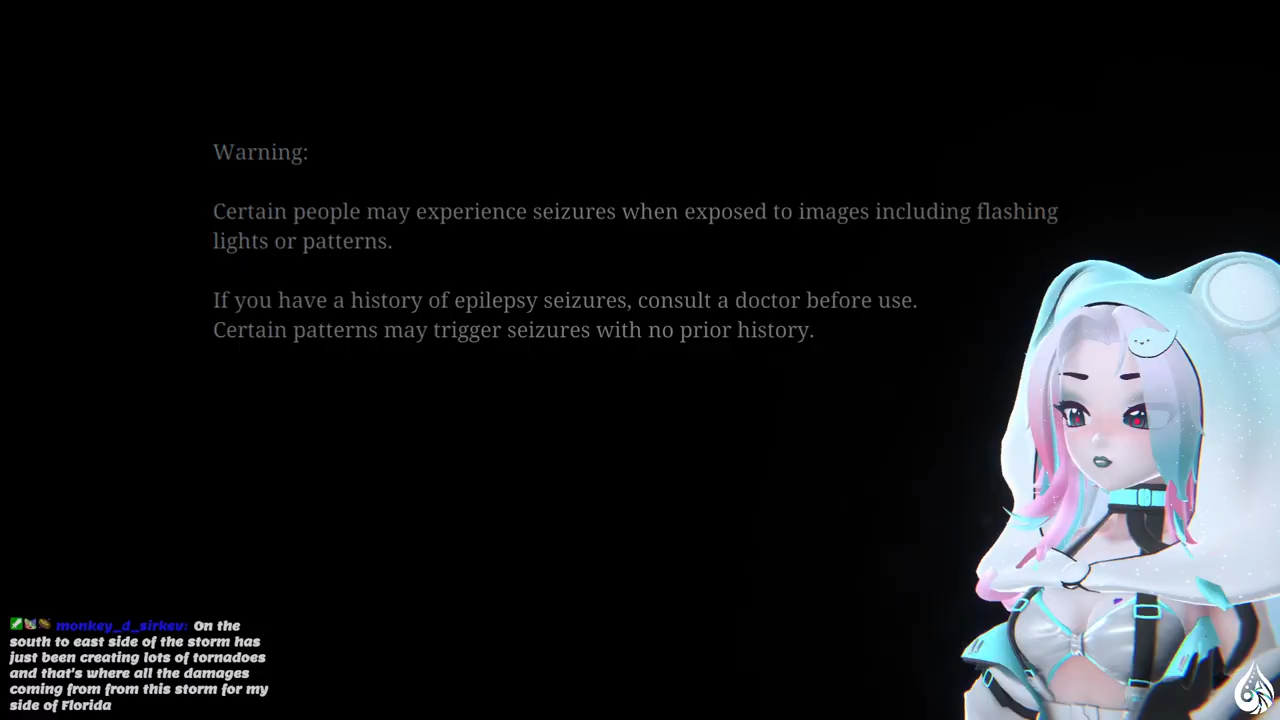 Warning:
Certain people may experience seizures when exposed to images including flashing
lights or patterns.
If you have a history of epilepsy seizures, consult a doctor before use.
Certain patterns may trigger seizures with no prior history.
monkey_d_sirkev: On the
south to east side of the storm has
just been creating lots of tornadoes
and that's where all the damages
coming from from this storm for my
side of Florida